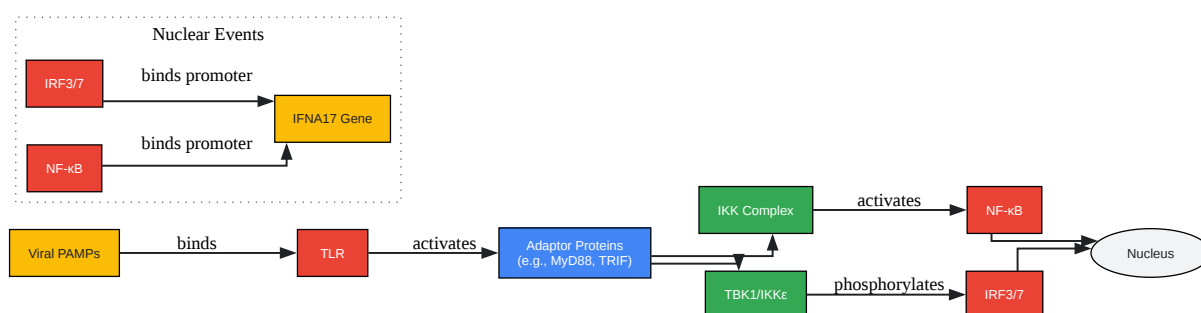 Nuclear Events
IRF3/7
binds promoter
IFNA17 Gene
NF-κB
binds promoter
Viral PAMPs
binds
TLR
activates
Adaptor Proteins
(e.g., MyD88, TRIF)
IKK Complex
activates
NF-κB
TBK1/IKKε
phosphorylates
IRF3/7
Nucleus